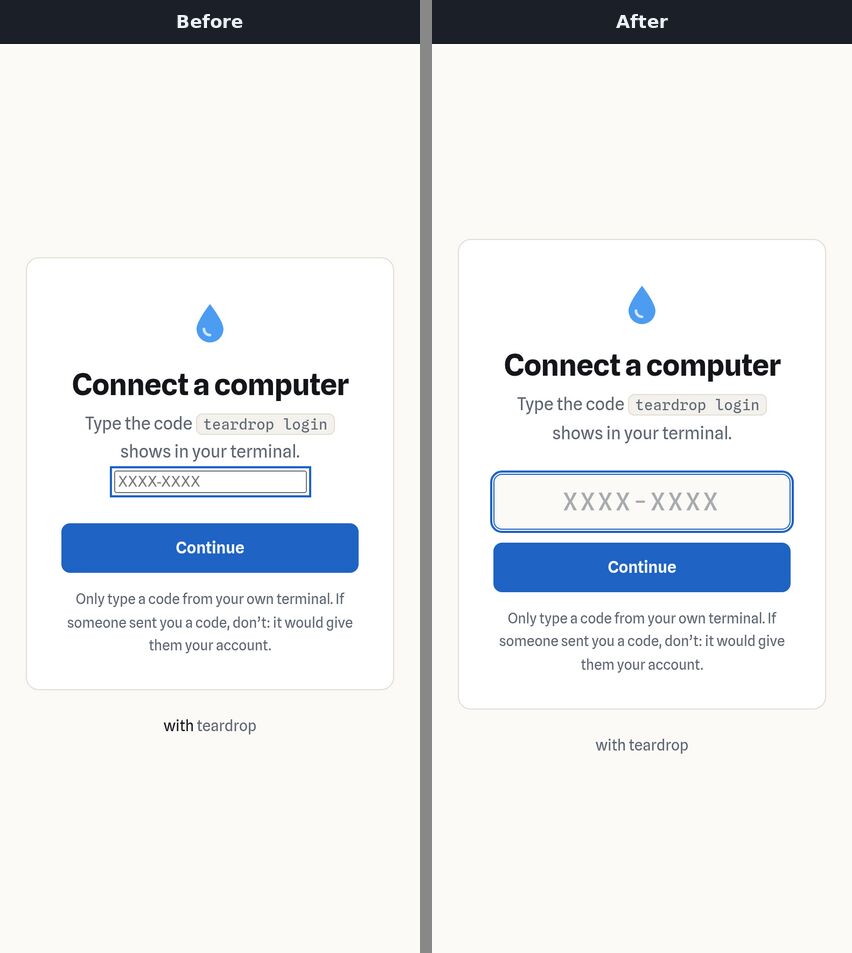 Before
Connect a computer
Type the code teardrop login
shows in your terminal.
XXXX-XXXX
Continue
Only type a code from your own terminal. If
someone sent you a code, don’t: it would give
them your account.
with teardrop
After
Connect a computer
Type the code teardrop login
shows in your terminal.
XXXX-XXXX
Continue
Only type a code from your own terminal. If
someone sent you a code, don’t: it would give
them your account.
with teardrop